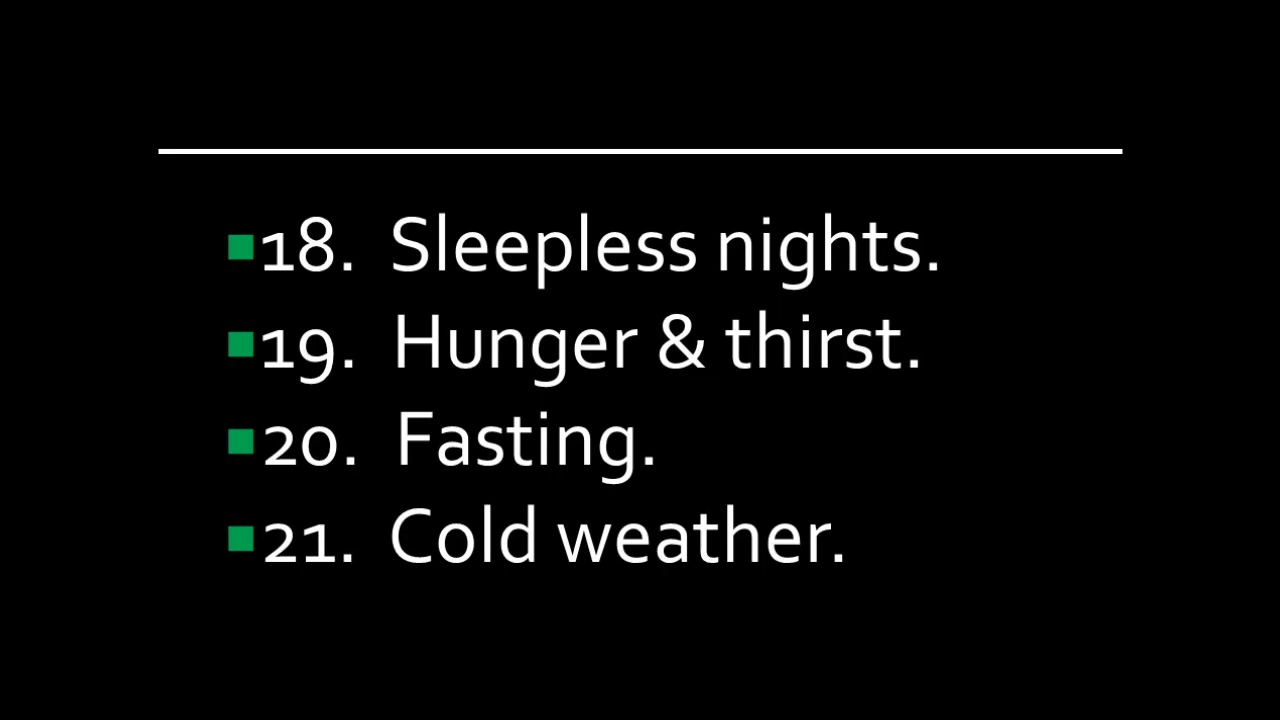 18. Sleepless nights.
19. Hunger & thirst.
20. Fasting.
21. Cold weather.